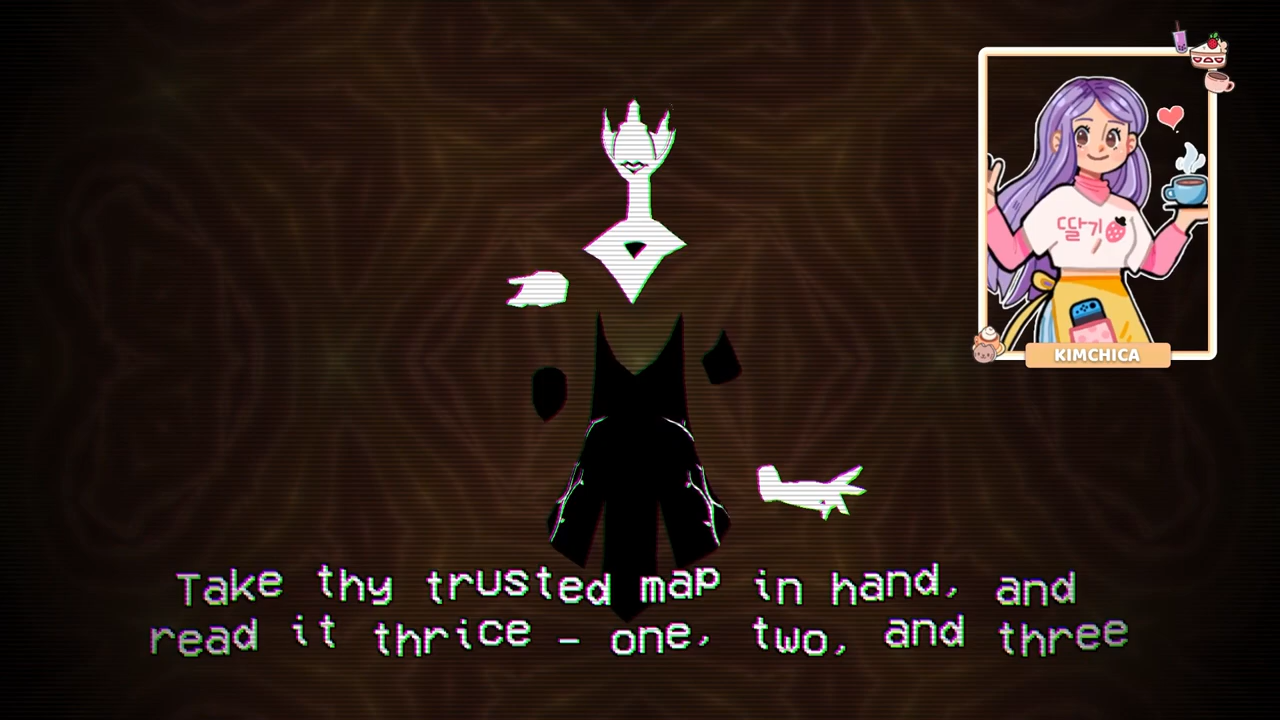 딸기
KIMCHICA
Take thy trusted map in hand, and
read it thrice – one, two, and three